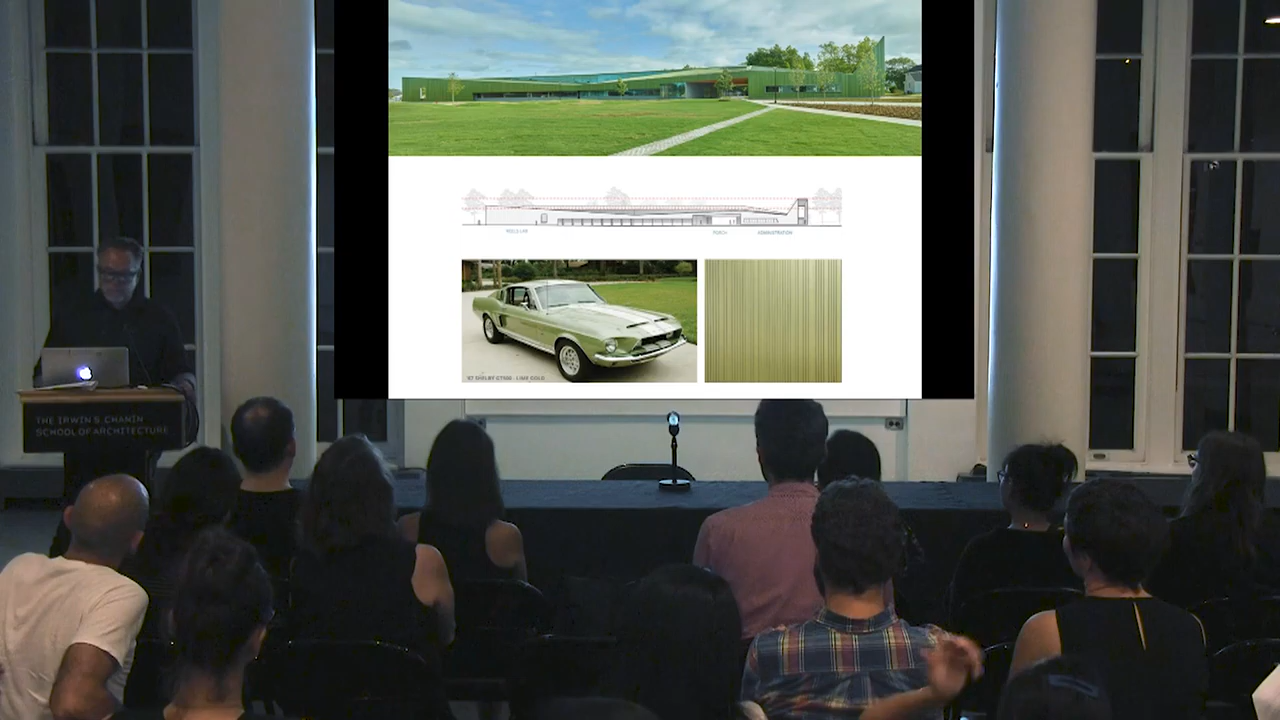 PORCH
ADMINISTRATION
'67 SHELBY GT500 - LIME GOLD
THE IRWIN S. CHANIN
SCHOOL OF ARCHITECTURE